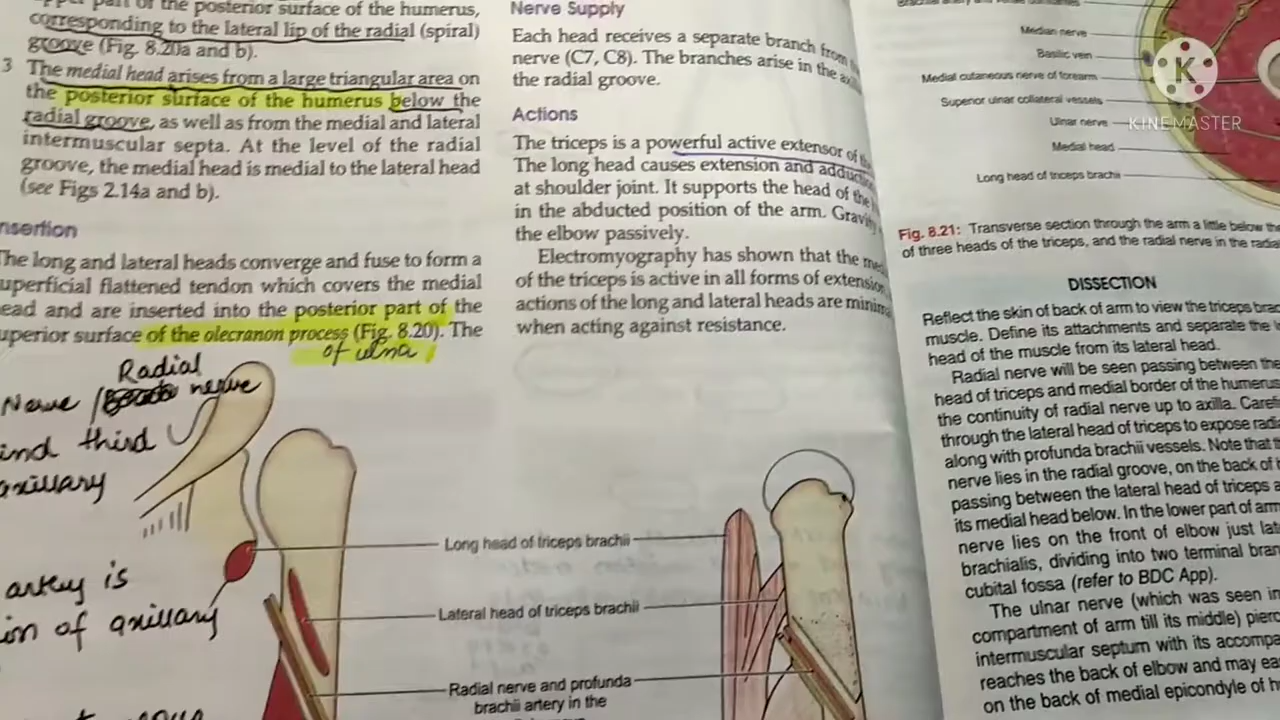 part of the posterior surface of the humerus,
corresponding to the lateral lip of the radial (spiral)
groove (Fig. 8.20a and b).
3 The medial head arises from a large triangular area on
the posterior surface of the humerus below the
radial groove, as well as from the medial and lateral
intermuscular septa. At the level of the radial
groove, the medial head is medial to the lateral head
(see Figs 2.14a and b).
nsertion
The long and lateral heads converge and fuse to form a
uperficial flattened tendon which covers the medial
ead and are inserted into the posterior part of the
uperior surface of the olecranon process (Fig. 8.20). The
of ulna
Radial
Nerve / nerve
ind third
axillary
artery is
ion of axillary
Nerve Supply
Each head receives a separate branch from
nerve (C7, C8). The branches arise in the
the radial groove.
Actions
The triceps is a powerful active extensor of
The long head causes extension and adduc
at shoulder joint. It supports the head of the
in the abducted position of the arm. Gravi
the elbow passively.
Electromyography has shown that the me
of the triceps is active in all forms of extension
actions of the long and lateral heads are minim
when acting against resistance.
Long head of triceps brachii
Lateral head of triceps brachii
Radial nerve and profunda
brachii artery in the
Median nerve
Basilic vein
Medial cutaneous nerve of forearm
Superior ulnar collateral vessels
Ulnar nerve
Medial head
Long head of triceps brachii
K
KINEMASTER
Fig. 8.21: Transverse section through the arm a little below the
of three heads of the triceps, and the radial nerve in the radia
DISSECTION
Reflect the skin of back of arm to view the triceps brac
muscle. Define its attachments and separate the
head of the muscle from its lateral head.
Radial nerve will be seen passing between the
head of triceps and medial border of the humerus
the continuity of radial nerve up to axilla. Caref
through the lateral head of triceps to expose radi
along with profunda brachii vessels. Note that
nerve lies in the radial groove, on the back of
passing between the lateral head of triceps a
its medial head below. In the lower part of arm
nerve lies on the front of elbow just lat
brachialis, dividing into two terminal bran
cubital fossa (refer to BDC App).
The ulnar nerve (which was seen in
compartment of arm till its middle) pierc
intermuscular septum with its accompa
reaches the back of elbow and may ea
on the back of medial epicondyle of h